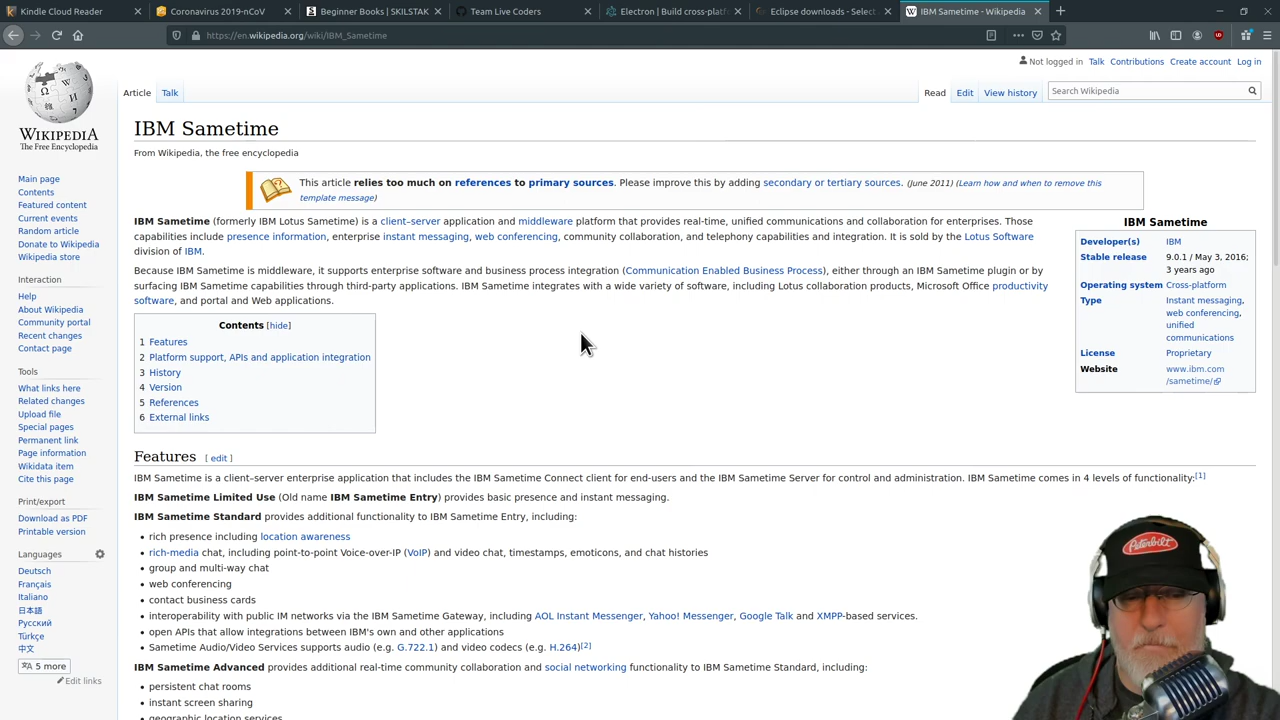 Kindle Cloud Reader
Coronavirus 2019-nCoV
Beginner Books | SKILSTAK
Team Live Coders
Electron | Build cross-platf
Eclipse downloads - Select
IBM Sametime - Wikipedia
https://en.wikipedia.org/wiki/IBM_Sametime
Not logged in Talk Contributions Create account Log in
Article Talk Read Edit View history Search Wikipedia
WIKIPEDIA
The Free Encyclopedia
Main page
Contents
Featured content
Current events
Random article
Donate to Wikipedia
Wikipedia store
Interaction
Help
About Wikipedia
Community portal
Recent changes
Contact page
Tools
What links here
Related changes
Upload file
Special pages
Permanent link
Page information
Wikidata item
Cite this page
Print/export
Download as PDF
Printable version
Languages
Deutsch
Français
Italiano
日本語
Русский
Türkçe
中文
5 more
Edit links
IBM Sametime
From Wikipedia, the free encyclopedia
This article relies too much on references to primary sources. Please improve this by adding secondary or tertiary sources. (June 2011) (Learn how and when to remove this
template message)
IBM Sametime (formerly IBM Lotus Sametime) is a client–server application and middleware platform that provides real-time, unified communications and collaboration for enterprises. Those
capabilities include presence information, enterprise instant messaging, web conferencing, community collaboration, and telephony capabilities and integration. It is sold by the Lotus Software
division of IBM.
Because IBM Sametime is middleware, it supports enterprise software and business process integration (Communication Enabled Business Process), either through an IBM Sametime plugin or by
surfacing IBM Sametime capabilities through third-party applications. IBM Sametime integrates with a wide variety of software, including Lotus collaboration products, Microsoft Office productivity
software, and portal and Web applications.
IBM Sametime
Developer(s) IBM
Stable release 9.0.1 / May 3, 2016;
3 years ago
Operating system Cross-platform
Type Instant messaging,
web conferencing,
unified
communications
License Proprietary
Website www.ibm.com
/sametime/
Contents [hide]
1 Features
2 Platform support, APIs and application integration
3 History
4 Version
5 References
6 External links
Features [ edit ]
IBM Sametime is a client–server enterprise application that includes the IBM Sametime Connect client for end-users and the IBM Sametime Server for control and administration. IBM Sametime comes in 4 levels of functionality:[1]
IBM Sametime Limited Use (Old name IBM Sametime Entry) provides basic presence and instant messaging.
IBM Sametime Standard provides additional functionality to IBM Sametime Entry, including:
• rich presence including location awareness
• rich-media chat, including point-to-point Voice-over-IP (VoIP) and video chat, timestamps, emoticons, and chat histories
• group and multi-way chat
• web conferencing
• contact business cards
• interoperability with public IM networks via the IBM Sametime Gateway, including AOL Instant Messenger, Yahoo! Messenger, Google Talk and XMPP-based services.
• open APIs that allow integrations between IBM's own and other applications
• Sametime Audio/Video Services supports audio (e.g. G.722.1) and video codecs (e.g. H.264)[2]
IBM Sametime Advanced provides additional real-time community collaboration and social networking functionality to IBM Sametime Standard, including:
• persistent chat rooms
• instant screen sharing
• geographic location services
Peterbilt